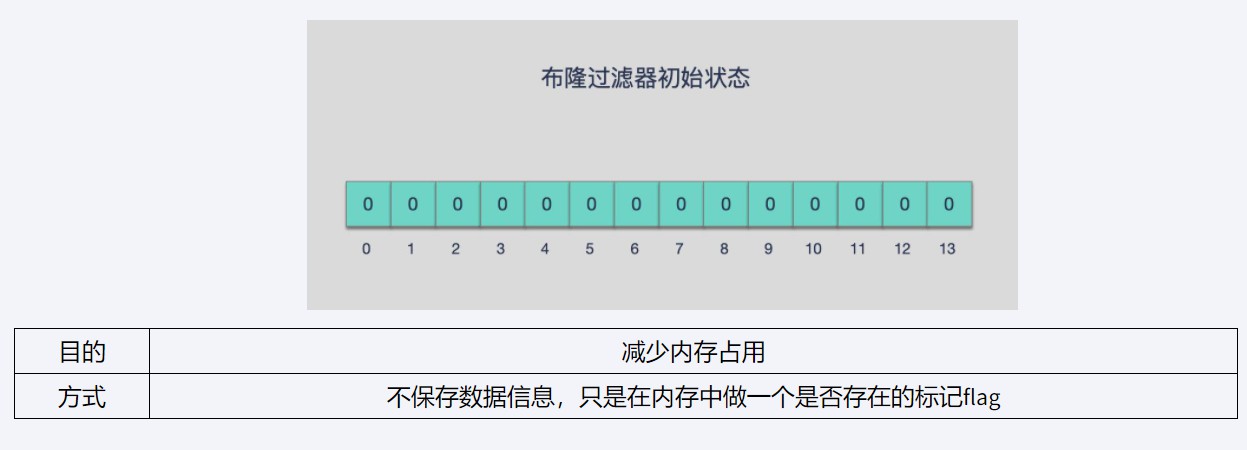 布隆过滤器初始状态
0 0 0 0 0 0 0 0 0 0 0 0 0 0
0 1 2 3 4 5 6 7 8 9 10 11 12 13
目的 减少内存占用
方式 不保存数据信息，只是在内存中做一个是否存在的标记flag